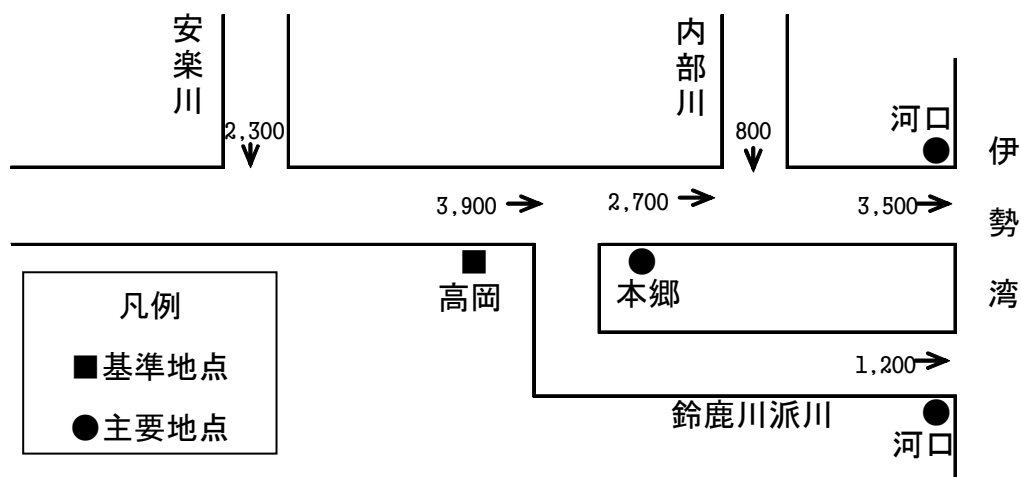 安楽川
内部川
2,300
800
河口
伊勢湾
3,900
2,700
3,500
高岡
本郷
凡例
■基準地点
●主要地点
1,200
鈴鹿川派川
河口